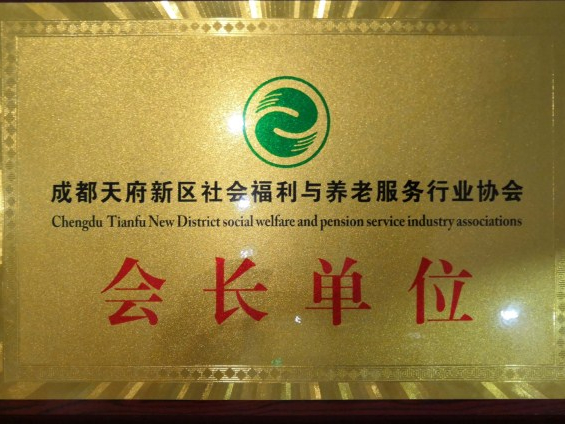 成都天府新区社会福利与养老服务行业协会
Chengdu Tianfu New District social welfare and pension service industry associations
会长单位